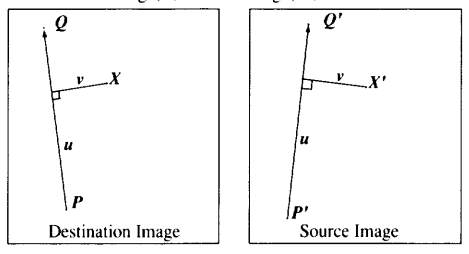 Q
v
X
u
P
Destination Image
Q'
v
X'
u
P'
Source Image